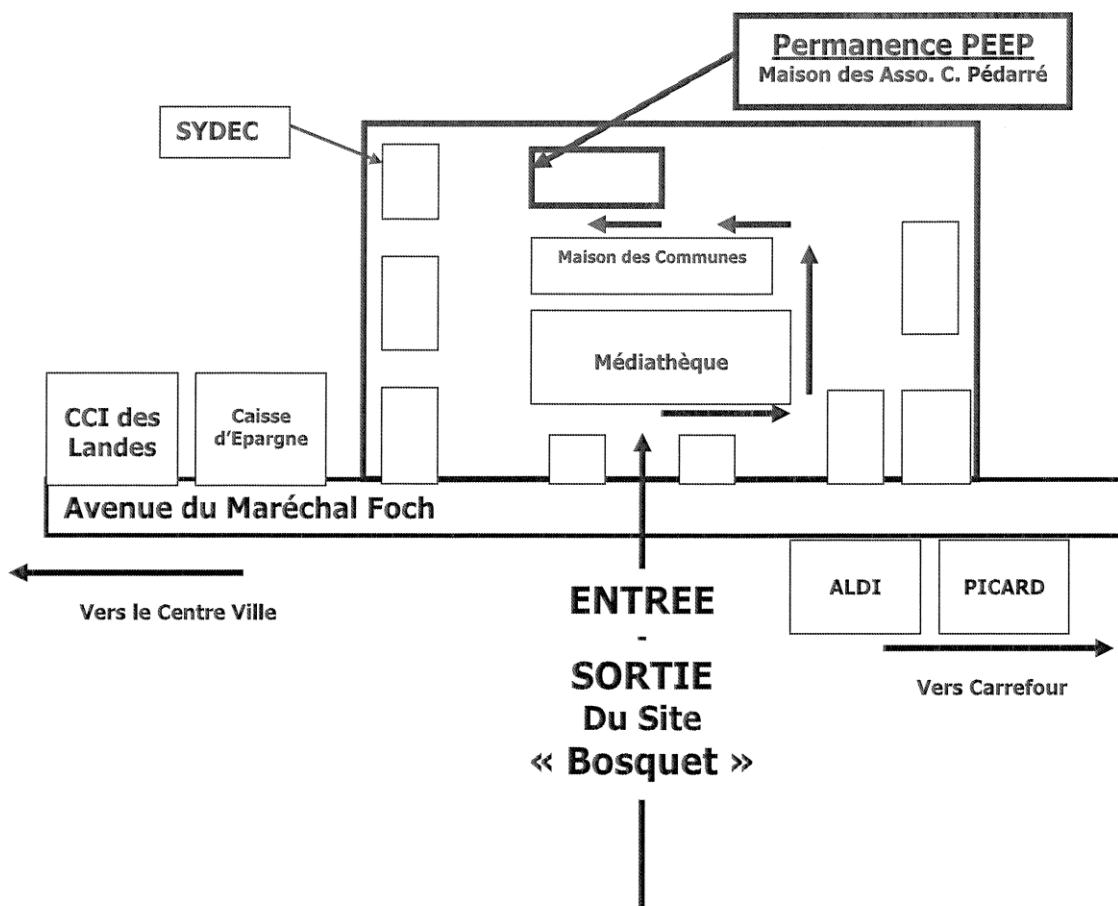 Permanence PEEP
Maison des Asso. C. Pédarré
SYDEC
Maison des Communes
Médiathèque
CCI des
Landes
Caisse
d'Epargne
Avenue du Maréchal Foch
Vers le Centre Ville
ENTREE
-
SORTIE
Du Site
« Bosquet »
ALDI
PICARD
Vers Carrefour